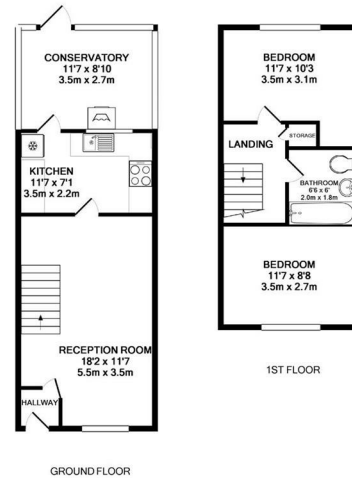 CONSERVATORY
11'7 x 8'10
3.5m x 2.7m
KITCHEN
11'7 x 7'1
3.5m x 2.2m
RECEPTION ROOM
18'2 x 11'7
5.5m x 3.5m
HALLWAY
GROUND FLOOR
BEDROOM
11'7 x 10'3
3.5m x 3.1m
STORAGE
LANDING
BATHROOM
6'6 x 6'
2.0m x 1.8m
BEDROOM
11'7 x 8'8
3.5m x 2.7m
1ST FLOOR